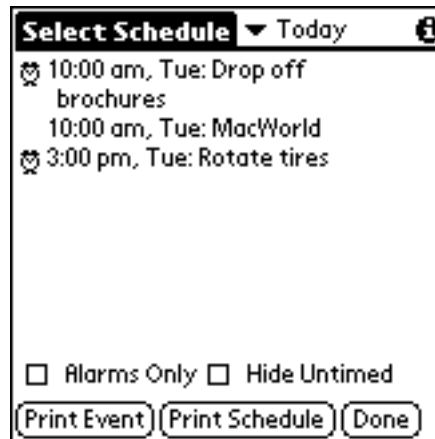 Select Schedule Today i
10:00 am, Tue: Drop off
brochures
10:00 am, Tue: MacWorld
3:00 pm, Tue: Rotate tires
Alarms Only Hide Untimed
Print Event Print Schedule Done